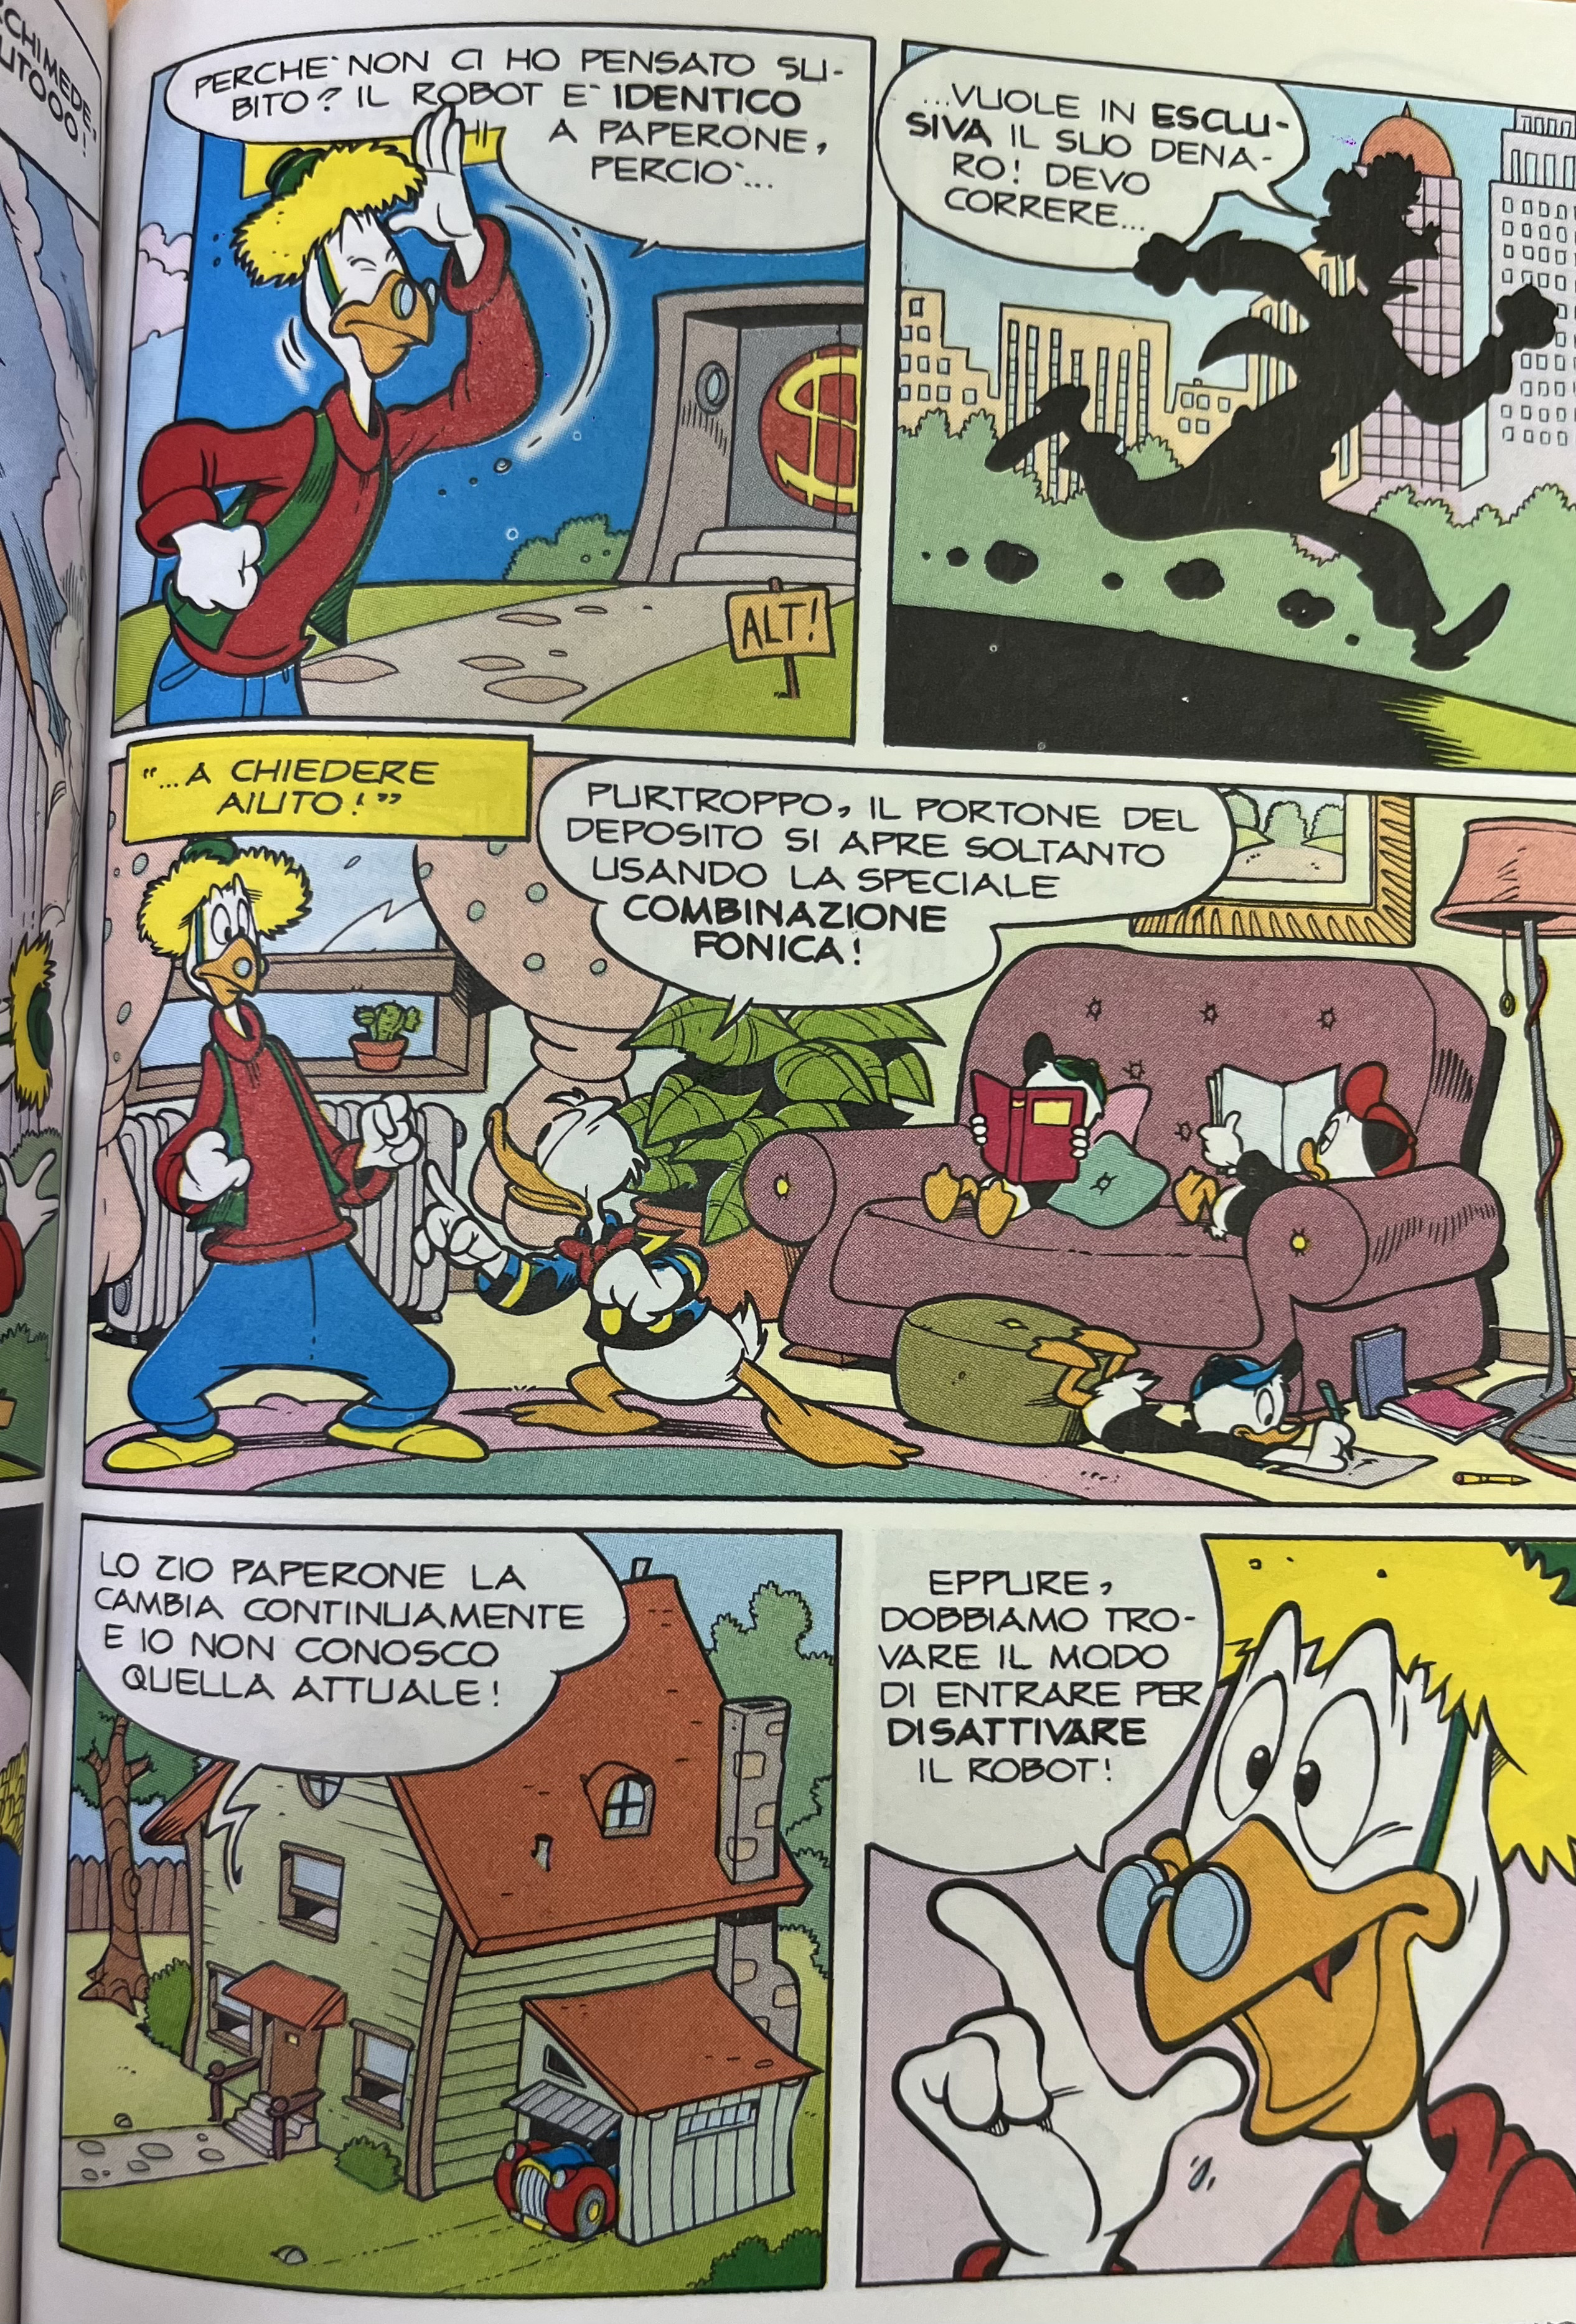 CHIMEDE,
UTOOO!
PERCHE` NON CI HO PENSATO SU-
BITO? IL ROBOT E` IDENTICO
A PAPERONE,
PERCIO`...
...VUOLE IN ESCLU-
SIVA IL SUO DENA-
RO! DEVO
CORRERE...
ALT!
"...A CHIEDERE
AIUTO!"
PURTROPPO, IL PORTONE DEL
DEPOSITO SI APRE SOLTANTO
USANDO LA SPECIALE
COMBINAZIONE
FONICA!
LO ZIO PAPERONE LA
CAMBIA CONTINUAMENTE
E IO NON CONOSCO
QUELLA ATTUALE!
EPPURE,
DOBBIAMO TRO-
VARE IL MODO
DI ENTRARE PER
DISATTIVARE
IL ROBOT!